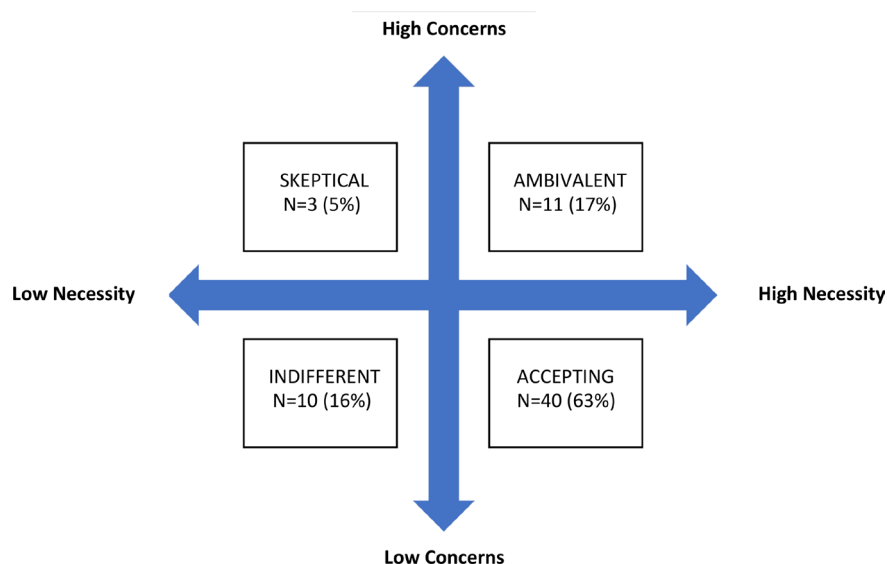 High Concerns
SKEPTICAL
N=3 (5%)
AMBIVALENT
N=11 (17%)
Low Necessity
High Necessity
INDIFFERENT
N=10 (16%)
ACCEPTING
N=40 (63%)
Low Concerns